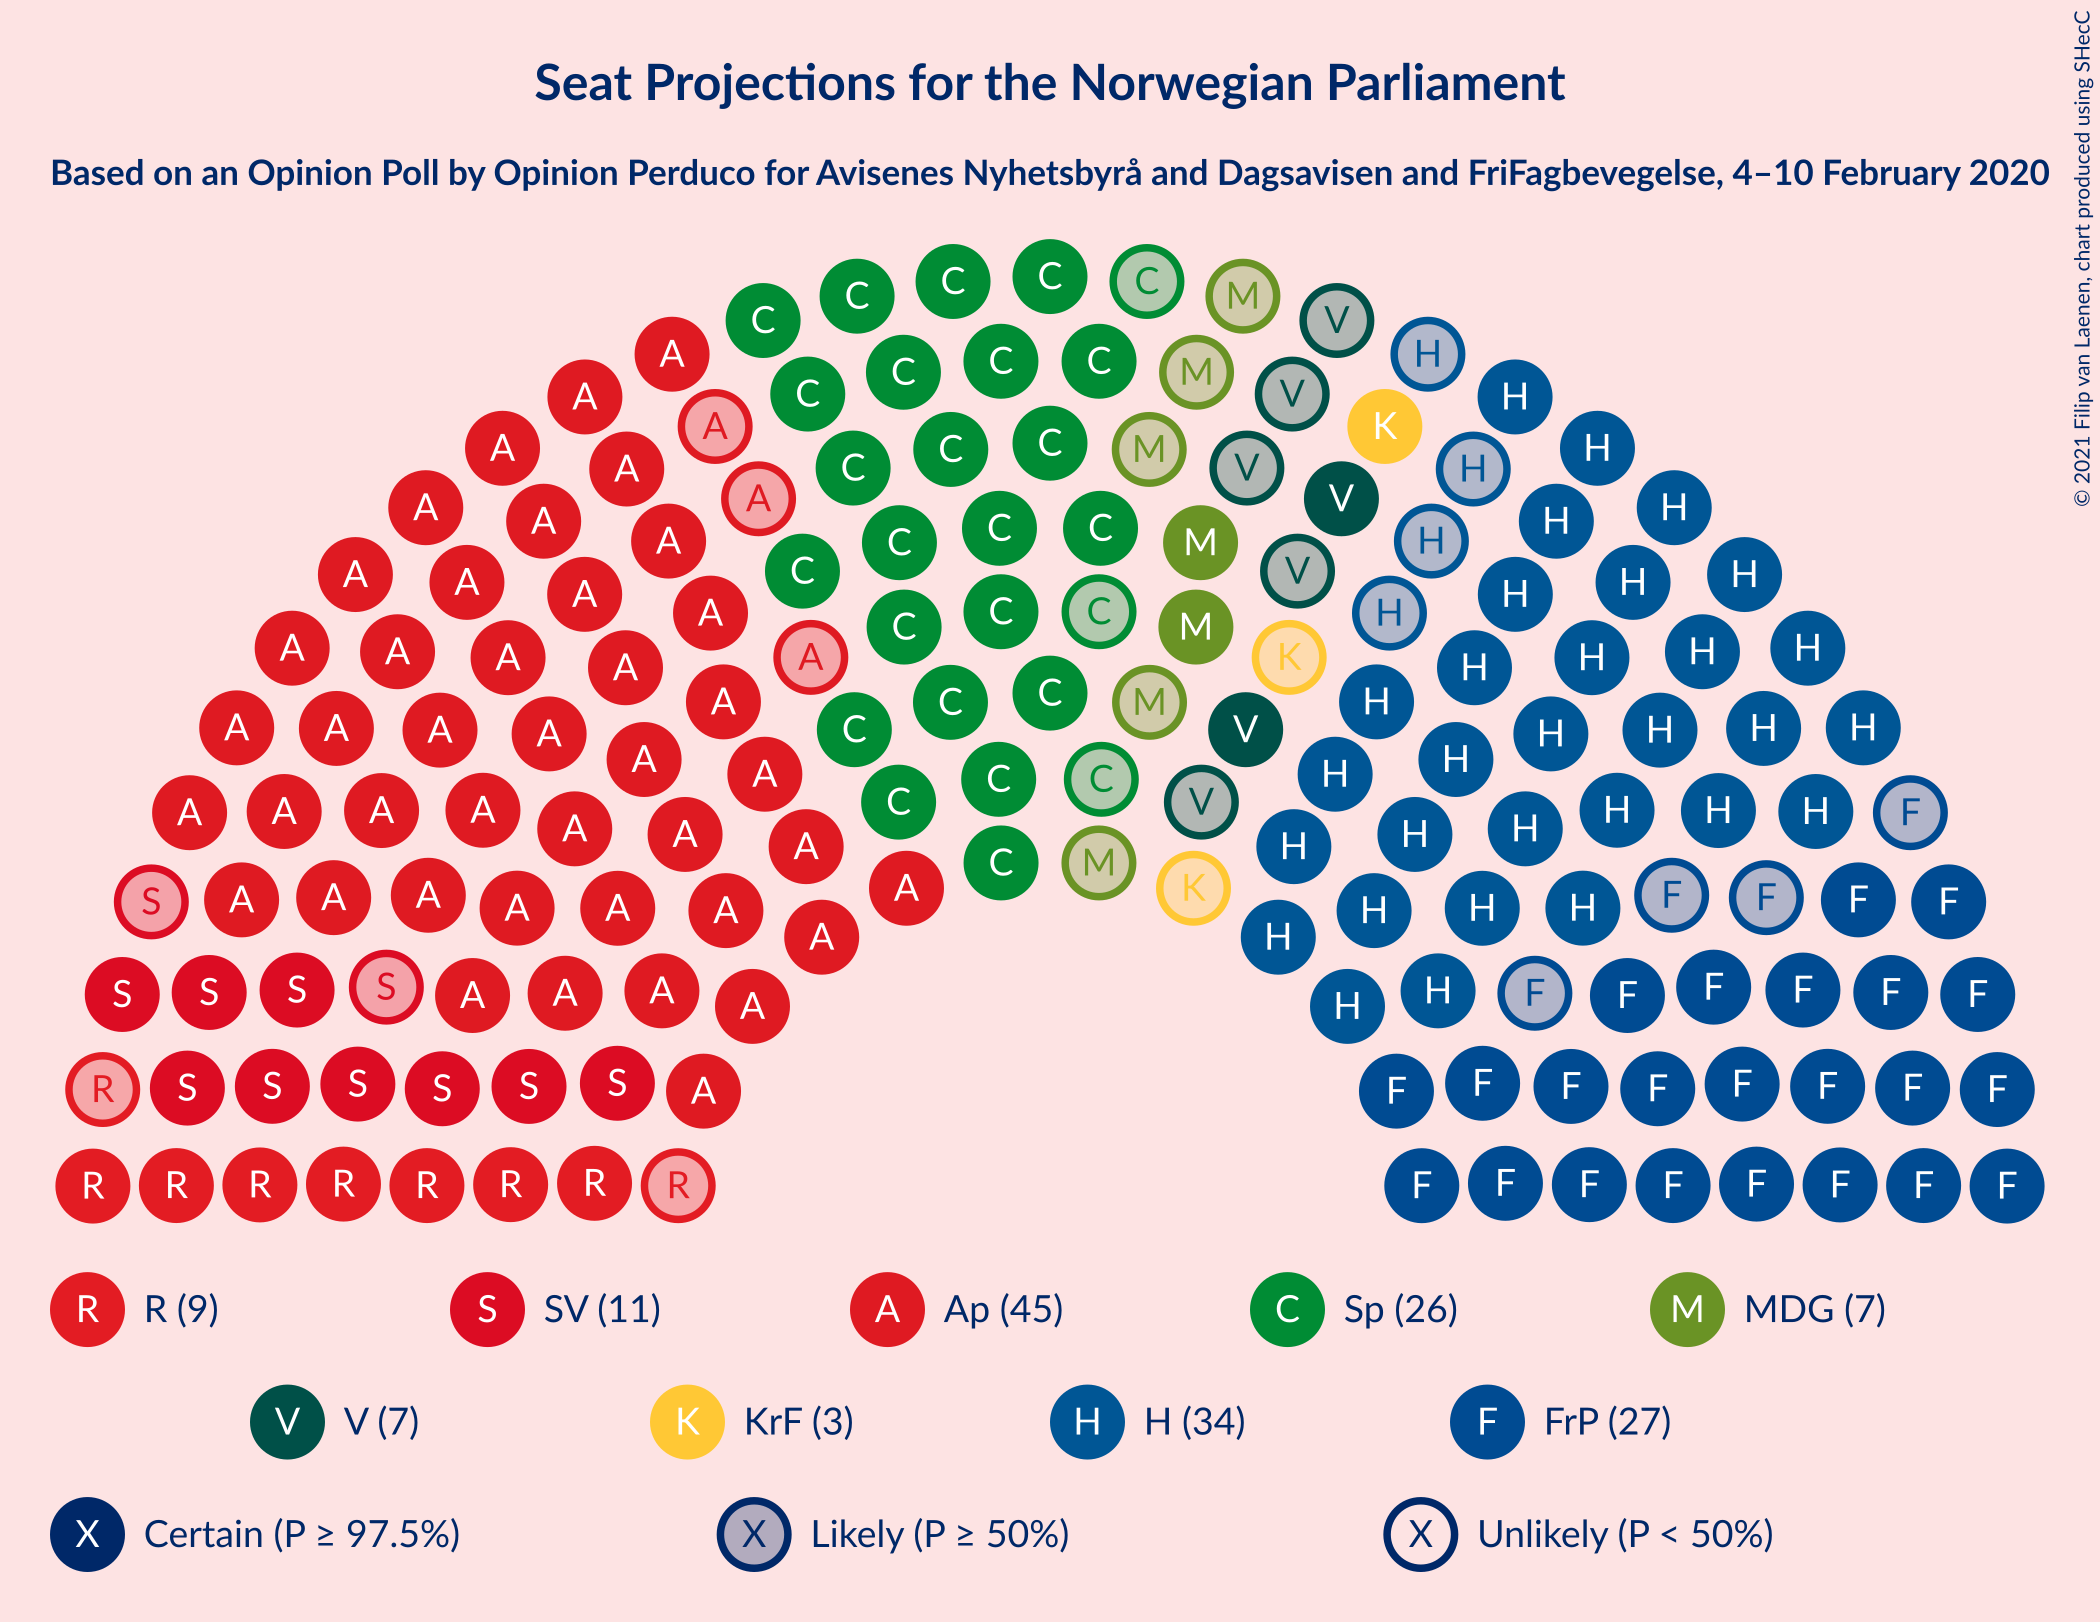 Seat Projections for the Norwegian Parliament
Based on an Opinion Poll by Opinion Perduco for Avisenes Nyhetsbyrå and Dagsavisen and FriFagbevegelse, 4–10 February 2020
© 2021 Filip van Laenen, chart produced using SHecC
C C C C C M V H
A C C C C M V K H
A A C C C M V V H H
A A A C C C M V H H H
A A A A C C C M K H H H H
A A A A A C C C M V H H H H H
A A A A A A C C C V H H H H H H
A A A A A A A C M K H H H H H H F
S A A A A A A A H H H H F F F F
S S S S A A A A H H F F F F F F
R S S S S S S A F F F F F F F F
R R R R R R R R F F F F F F F F
R R (9) S SV (11) A Ap (45) C Sp (26) M MDG (7)
V V (7) K KrF (3) H H (34) F FrP (27)
X Certain (P ≥ 97.5%) X Likely (P ≥ 50%) X Unlikely (P < 50%)